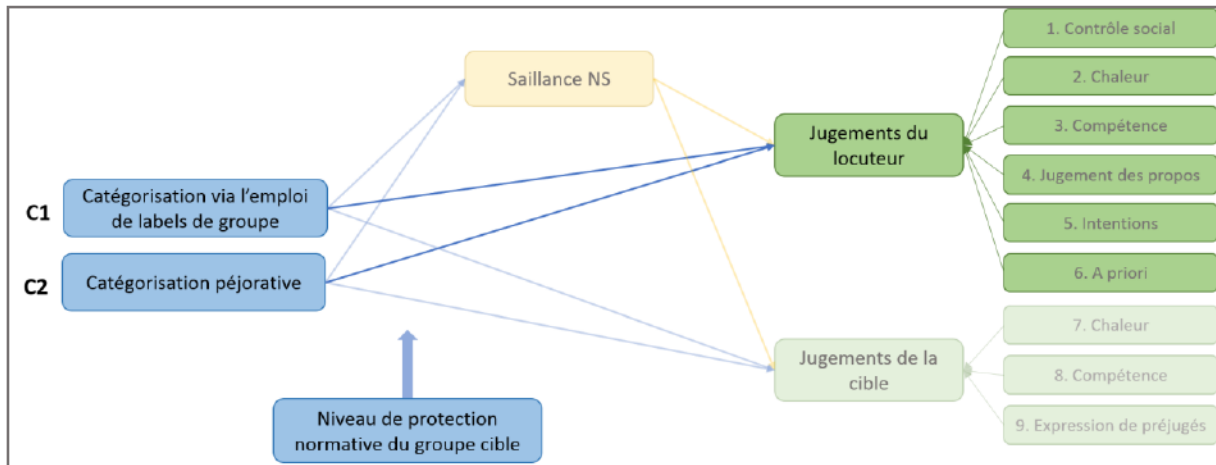 1. Contrôle social
Saillance NS
2. Chaleur
Jugements du
locuteur
3. Compétence
4. Jugement des propos
C1
Catégorisation via l'emploi
de labels de groupe
5. Intentions
C2
Catégorisation péjorative
6. A priori
7. Chaleur
Jugements de la
cible
8. Compétence
Niveau de protection
normative du groupe cible
9. Expression de préjugés